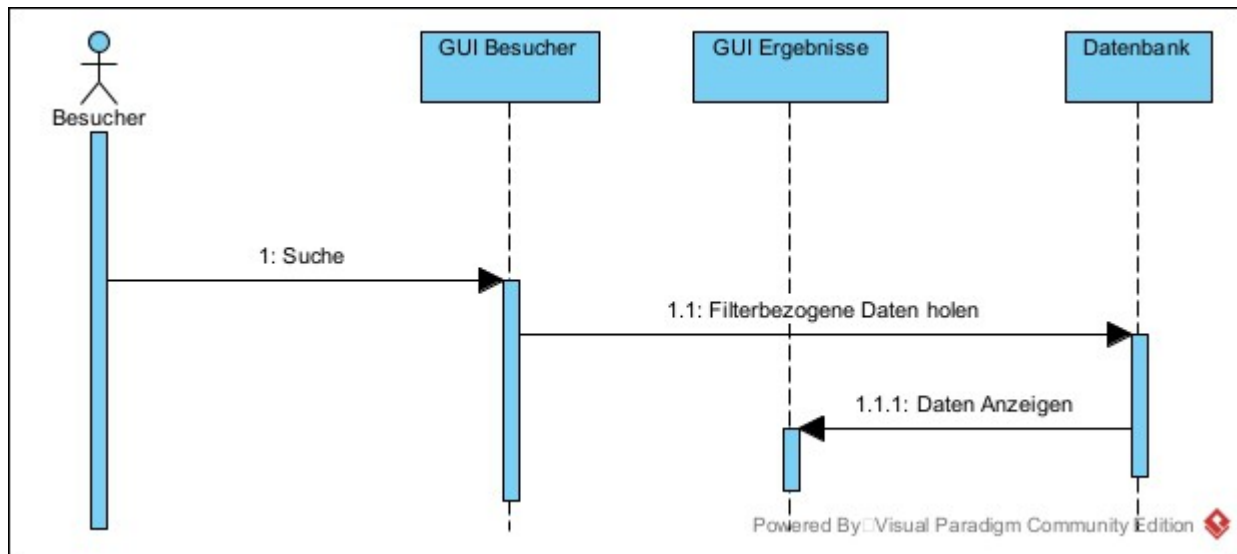 GUI Besucher
GUI Ergebnisse
Datenbank
Besucher
1: Suche
1.1: Filterbezogene Daten holen
1.1.1: Daten Anzeigen
Powered By□Visual Paradigm Community Edition